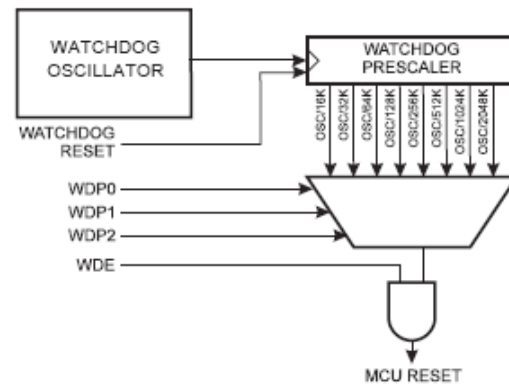 WATCHDOG
OSCILLATOR
WATCHDOG
PRESCALER
WATCHDOG
RESET
OSC/16K
OSC/32K
OSC/64K
OSC/128K
OSC/256K
OSC/512K
OSC/1024K
OSC/2048K
WDP0
WDP1
WDP2
WDE
MCU RESET